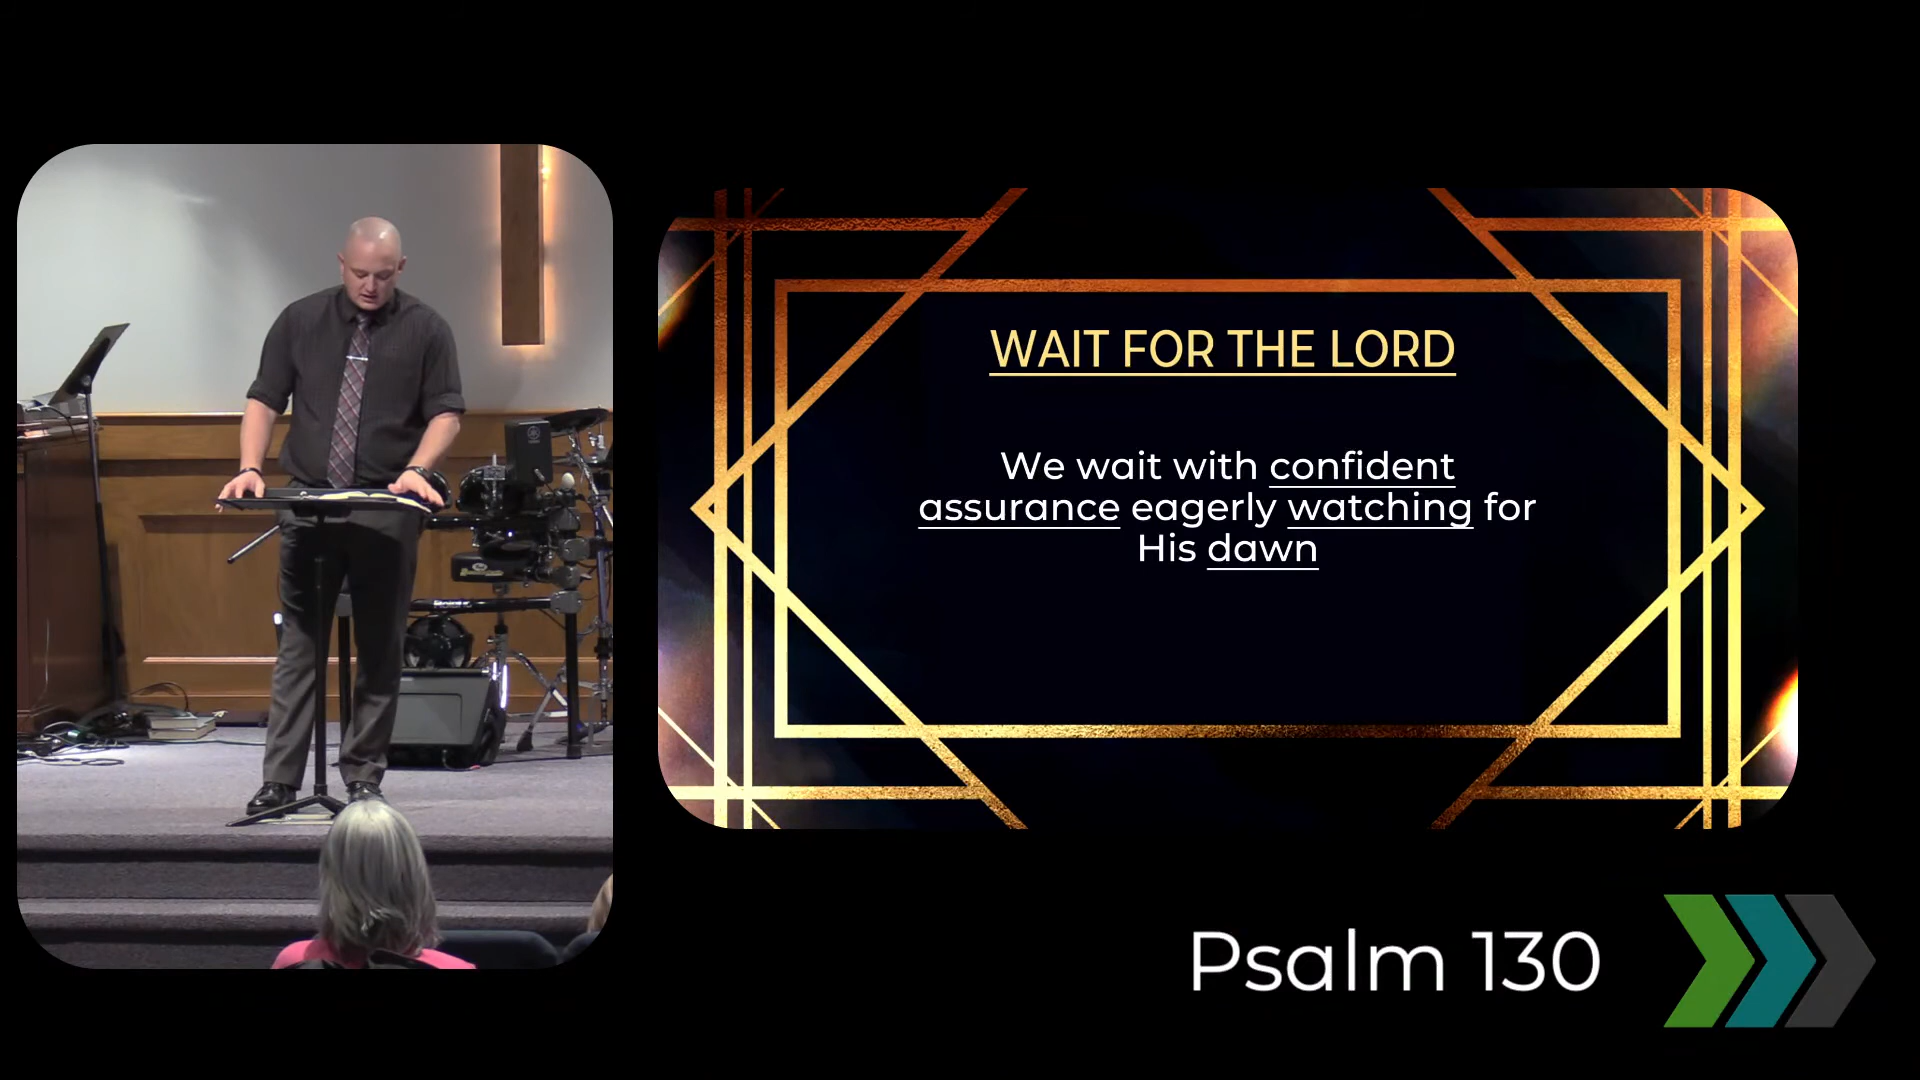 WAIT FOR THE LORD
We wait with confident
assurance eagerly watching for
His dawn
Psalm 130